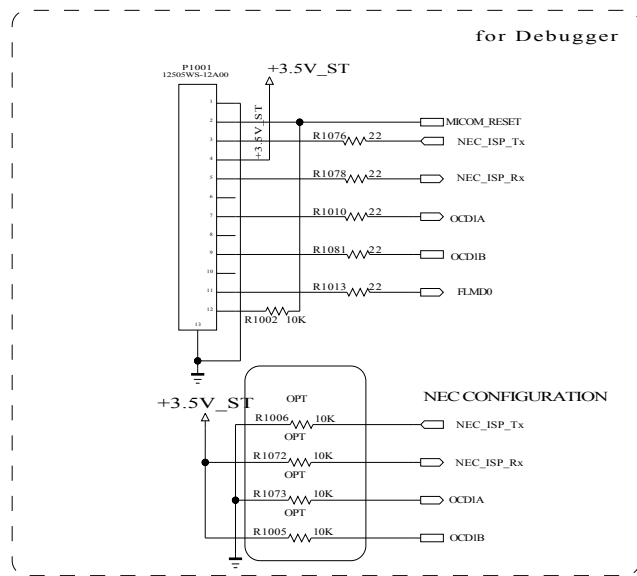 for Debugger
P1001
12505WS-12A00
+3.5V_ST
+3.5V_ST
1
2
MICOM_RESET
3
R1076
22
NEC_ISP_Tx
4
5
R1078
22
NEC_ISP_Rx
6
7
R1010
22
OCD1A
8
9
R1081
22
OCD1B
10
11
R1013
22
FLMD0
12
R1002
10K
13
+3.5V_ST
NEC CONFIGURATION
OPT
R1006
10K
NEC_ISP_Tx
OPT
R1072
10K
NEC_ISP_Rx
OPT
R1073
10K
OCD1A
OPT
R1005
10K
OCD1B